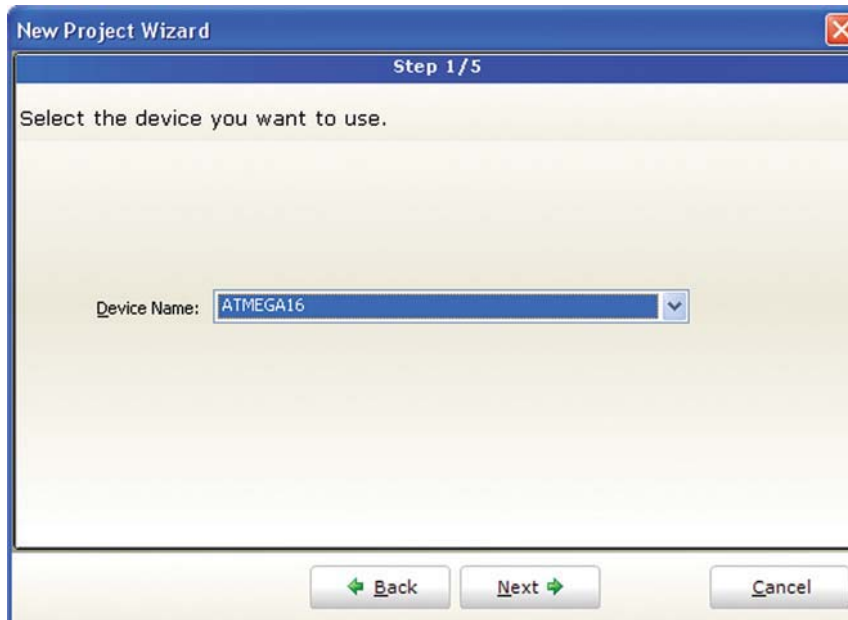 New Project Wizard
Step 1/5
Select the device you want to use.
Device Name: ATMEGA16
Back Next Cancel